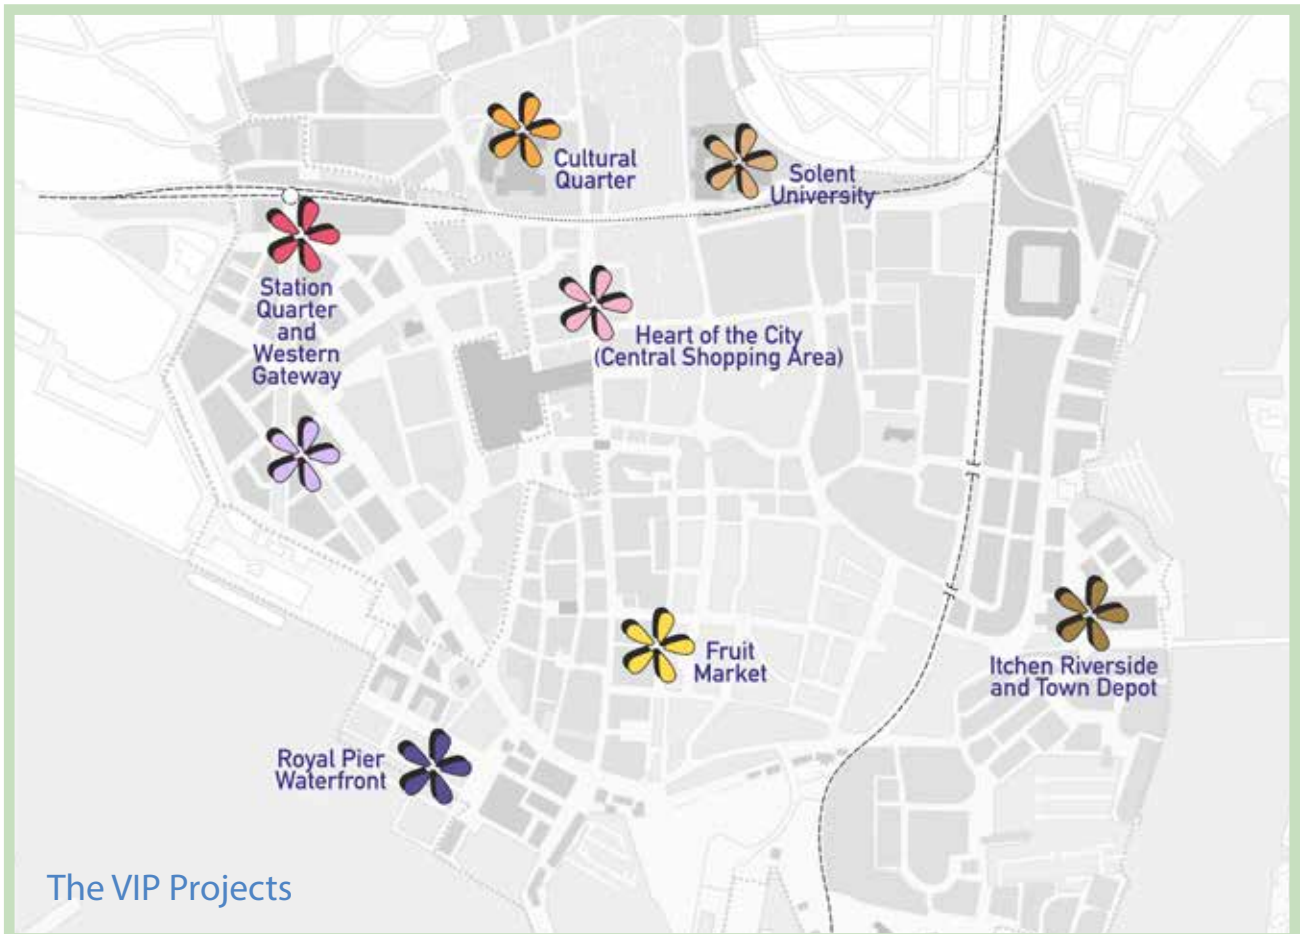 Cultural
Quarter
Solent
University
Station
Quarter
and
Western
Gateway
Heart of the City
(Central Shopping Area)
Fruit
Market
Itchen Riverside
and Town Depot
Royal Pier
Waterfront
The VIP Projects